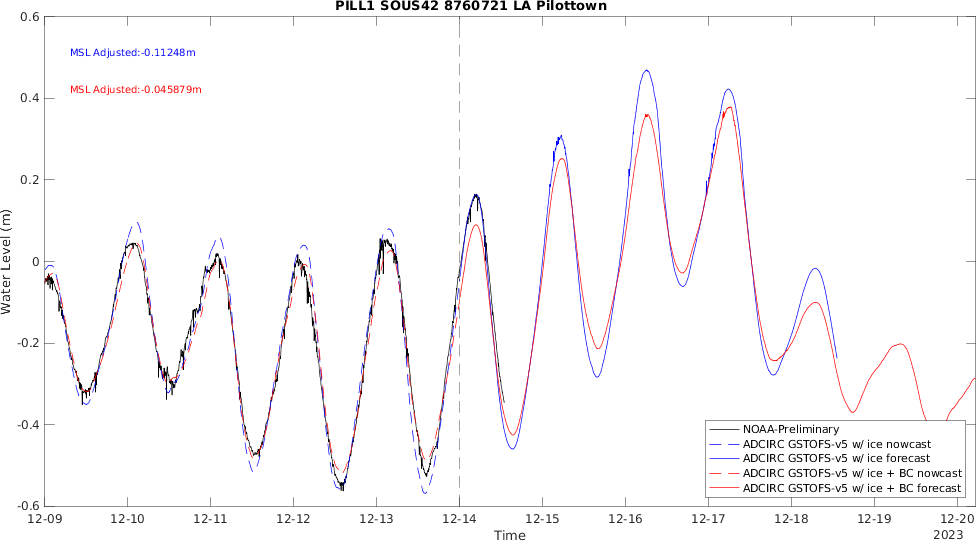 PILL1 SOUS42 8760721 LA Pilottown
MSL Adjusted:-0.11248m
MSL Adjusted:-0.045879m
Water Level (m)
0.6
0.4
0.2
0
-0.2
-0.4
-0.6
NOAA-Preliminary
ADCIRC GSTOFS-v5 w/ ice nowcast
ADCIRC GSTOFS-v5 w/ ice forecast
ADCIRC GSTOFS-v5 w/ ice + BC nowcast
ADCIRC GSTOFS-v5 w/ ice + BC forecast
12-09 12-10 12-11 12-12 12-13 12-14 12-15 12-16 12-17 12-18 12-19 12-20
Time
2023